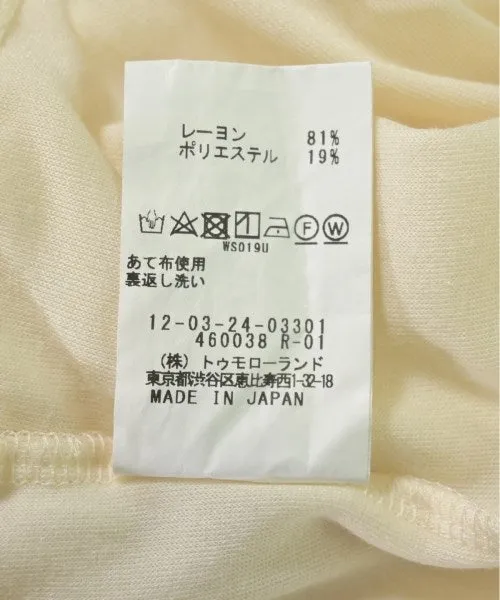 レーヨン 81%
ポリエステル 19%
F W
WS019U
あて布使用
裏返し洗い
12-03-24-03301
460038 R-01
(株) トゥモローランド
東京都渋谷区恵比寿西1-32-18
MADE IN JAPAN